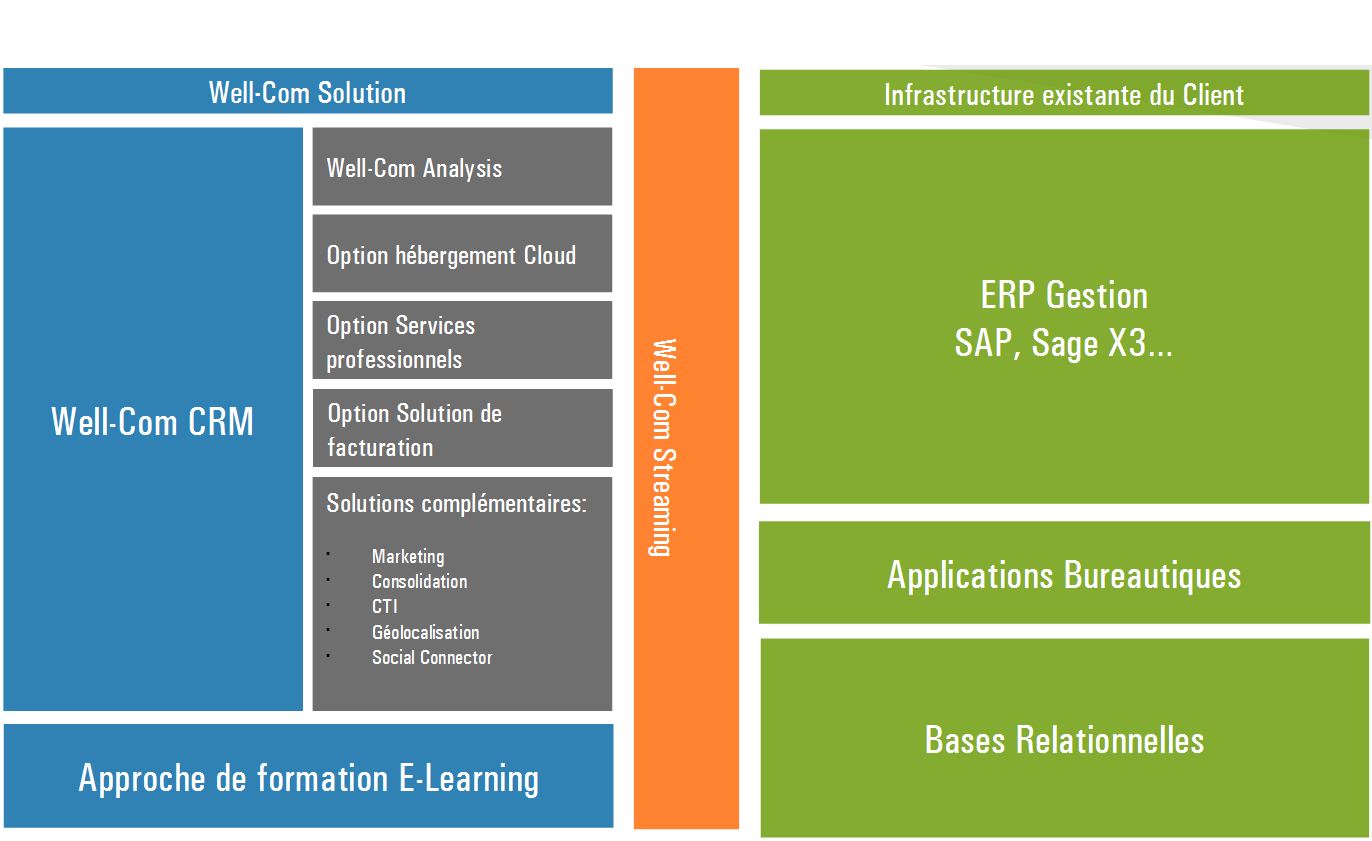 Well-Com Solution
Well-Com CRM
Well-Com Analysis
Option hébergement Cloud
Option Services
professionnels
Option Solution de
facturation
Solutions complémentaires:
· Marketing
· Consolidation
· CTI
· Géolocalisation
· Social Connector
Approche de formation E-Learning
Well-Com Streaming
Infrastructure existante du Client
ERP Gestion
SAP, Sage X3...
Applications Bureautiques
Bases Relationnelles